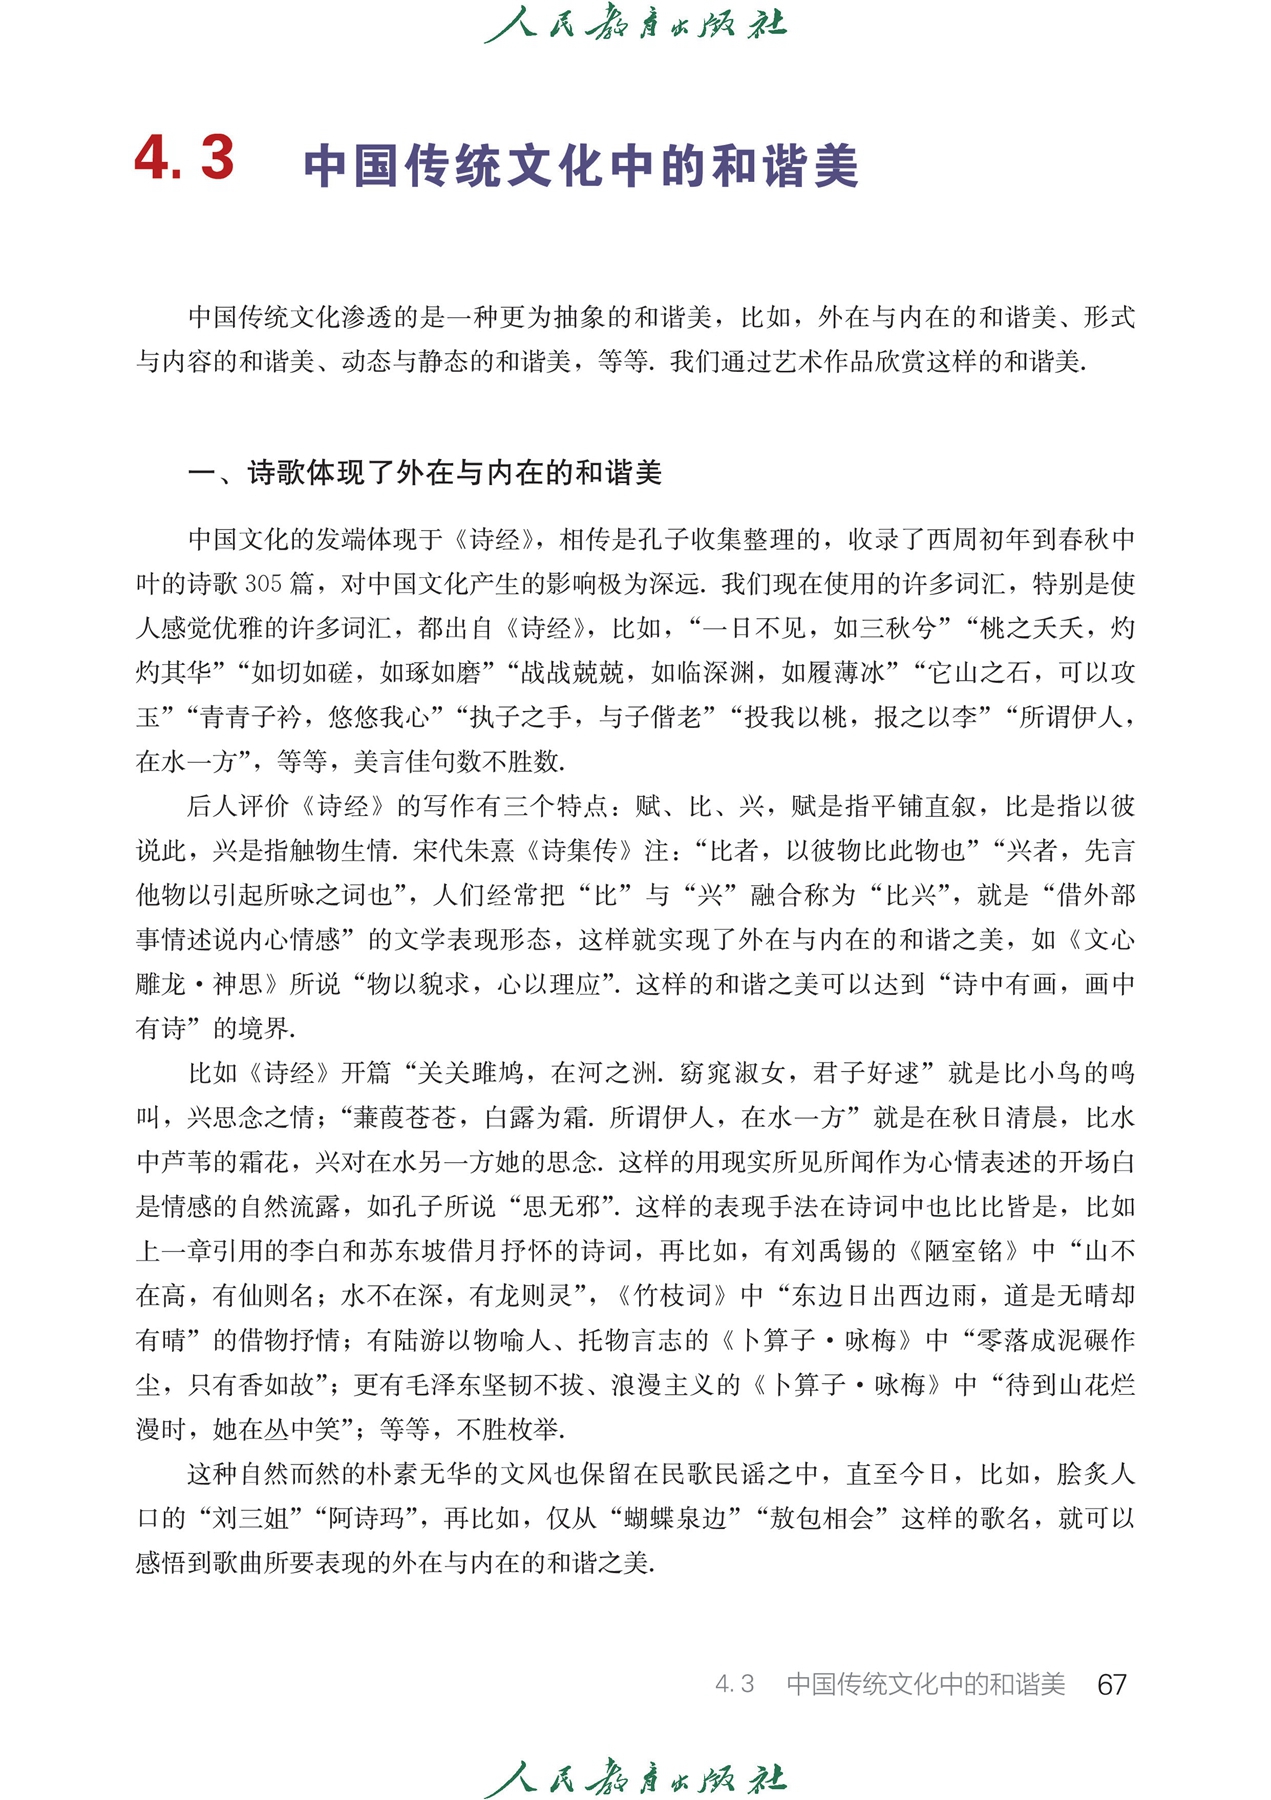 人民教育出版社
4.3 中国传统文化中的和谐美
中国传统文化渗透的是一种更为抽象的和谐美，比如，外在与内在的和谐美、形式
与内容的和谐美、动态与静态的和谐美，等等. 我们通过艺术作品欣赏这样的和谐美.
一、诗歌体现了外在与内在的和谐美
中国文化的发端体现于《诗经》，相传是孔子收集整理的，收录了西周初年到春秋中
叶的诗歌 305 篇，对中国文化产生的影响极为深远. 我们现在使用的许多词汇，特别是使
人感觉优雅的许多词汇，都出自《诗经》，比如，“一日不见，如三秋兮”“桃之夭夭，灼
灼其华”“如切如磋，如琢如磨”“战战兢兢，如临深渊，如履薄冰”“它山之石，可以攻
玉”“青青子衿，悠悠我心”“执子之手，与子偕老”“投我以桃，报之以李”“所谓伊人，
在水一方”，等等，美言佳句数不胜数.
后人评价《诗经》的写作有三个特点：赋、比、兴，赋是指平铺直叙，比是指以彼
说此，兴是指触物生情. 宋代朱熹《诗集传》注：“比者，以彼物比此物也”“兴者，先言
他物以引起所咏之词也”，人们经常把“比”与“兴”融合称为“比兴”，就是“借外部
事情述说内心情感”的文学表现形态，这样就实现了外在与内在的和谐之美，如《文心
雕龙·神思》所说“物以貌求，心以理应”. 这样的和谐之美可以达到“诗中有画，画中
有诗”的境界.
比如《诗经》开篇“关关雎鸠，在河之洲. 窈窕淑女，君子好逑”就是比小鸟的鸣
叫，兴思念之情；“蒹葭苍苍，白露为霜. 所谓伊人，在水一方”就是在秋日清晨，比水
中芦苇的霜花，兴对在水另一方她的思念. 这样的用现实所见所闻作为心情表述的开场白
是情感的自然流露，如孔子所说“思无邪”. 这样的表现手法在诗词中也比比皆是，比如
上一章引用的李白和苏东坡借月抒怀的诗词，再比如，有刘禹锡的《陋室铭》中“山不
在高，有仙则名；水不在深，有龙则灵”，《竹枝词》中“东边日出西边雨，道是无晴却
有晴”的借物抒情；有陆游以物喻人、托物言志的《卜算子·咏梅》中“零落成泥碾作
尘，只有香如故”；更有毛泽东坚韧不拔、浪漫主义的《卜算子·咏梅》中“待到山花烂
漫时，她在丛中笑”；等等，不胜枚举.
这种自然而然的朴素无华的文风也保留在民歌民谣之中，直至今日，比如，脍炙人
口的“刘三姐”“阿诗玛”，再比如，仅从“蝴蝶泉边”“敖包相会”这样的歌名，就可以
感悟到歌曲所要表现的外在与内在的和谐之美.
4.3 中国传统文化中的和谐美 67
人民教育出版社